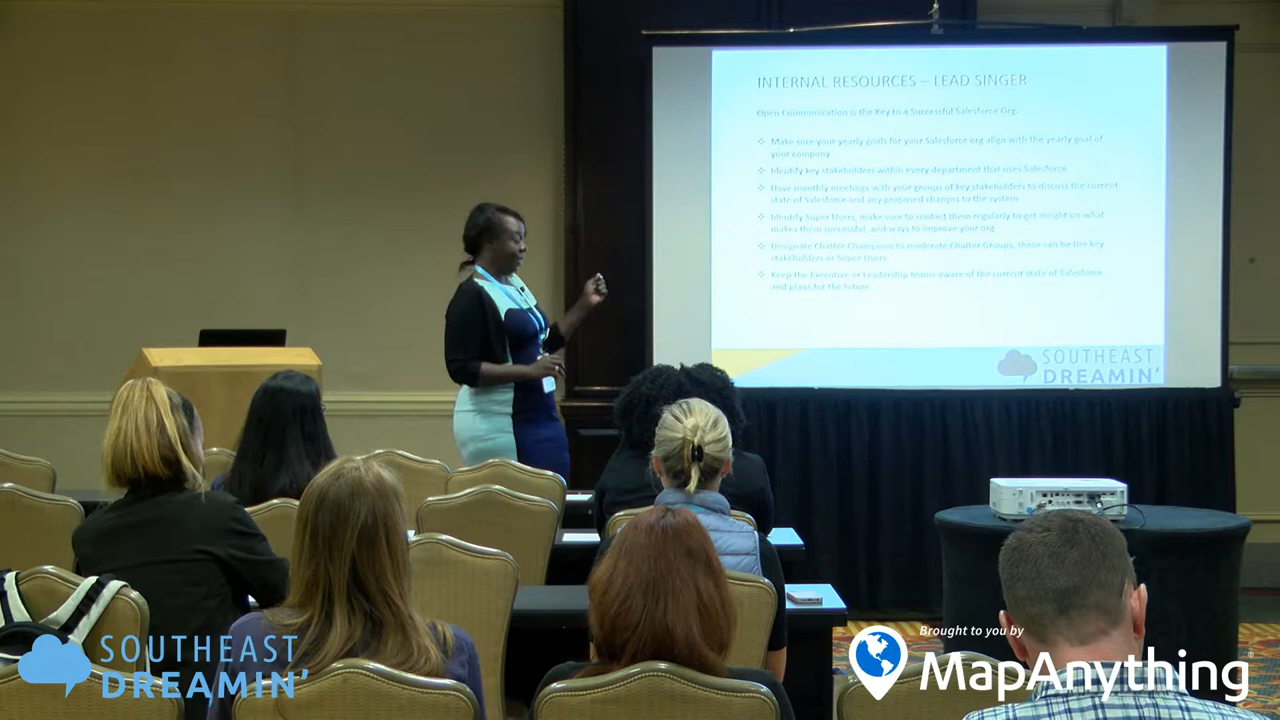 INTERNAL RESOURCES – LEAD SINGER
Open Communication is the Key to a Successful Salesforce Org.
Make sure your yearly goals for your Salesforce org align with the yearly goal of
your company
Identify key stakeholders within every department that uses Salesforce
Have monthly meetings with your groups of key stakeholders to discuss the current
state of Salesforce and any proposed changes to the system
Identify Super Users, make sure to contact them regularly to get insight on what
makes them successful, and ways to improve your org
Designate Chatter Champions to moderate Chatter Groups, these can be the key
stakeholders or Super Users
Keep the Executive or Leadership teams aware of the current state of Salesforce
and plans for the future
SOUTHEAST
DREAMIN'
SOUTHEAST
DREAMIN'
Brought to you by
MapAnything®